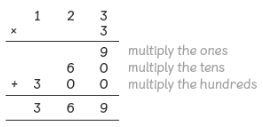 1 2 3
× 3
9 multiply the ones
6 0 multiply the tens
+ 3 0 0 multiply the hundreds
3 6 9